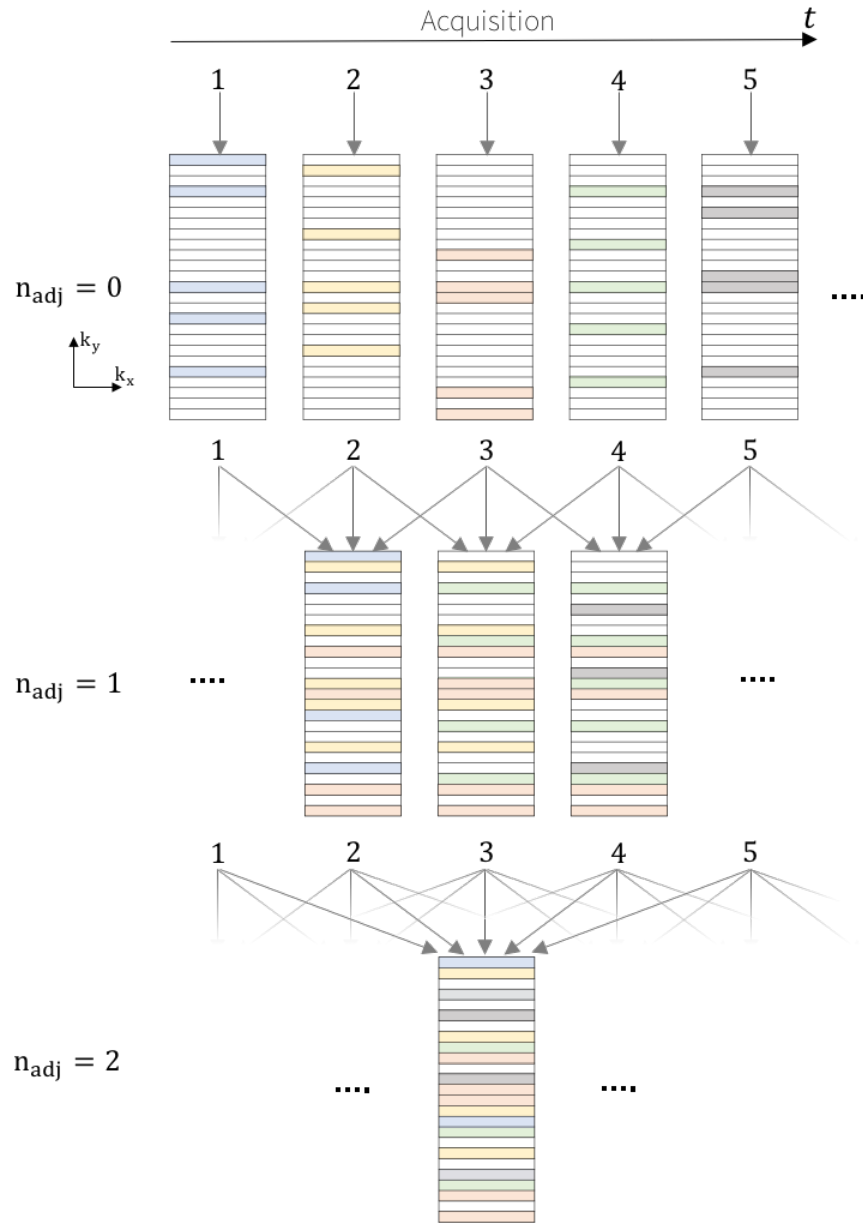 Acquisition t
1 2 3 4 5
n_adj = 0
....
k_y
k_x
1 2 3 4 5
n_adj = 1
.... ....
1 2 3 4 5
n_adj = 2
.... ....